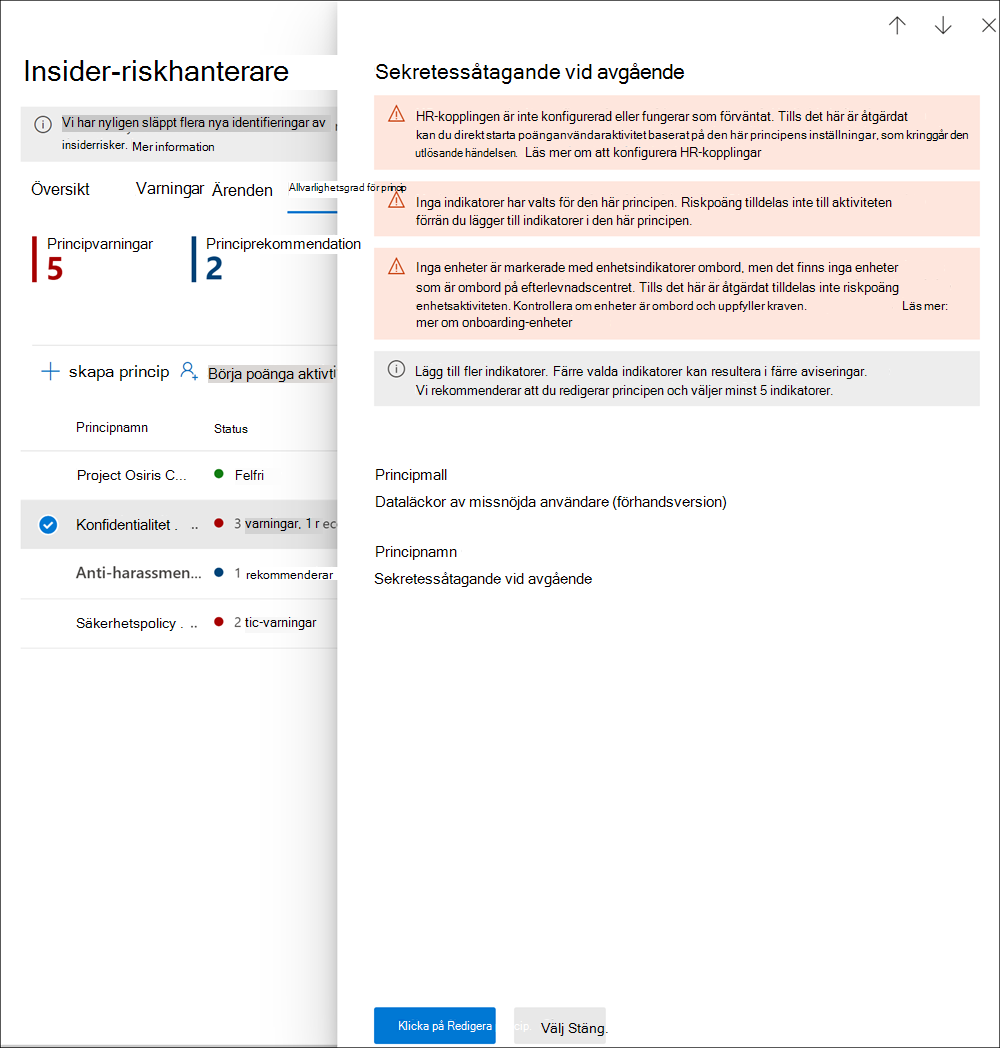 Insider-riskhanterare
Vi har nyligen släppt flera nya identifieringar av
insiderrisker. Mer information
Översikt Varningar Ärenden Allvarlighetsgrad för princip
Principvarningar
5
Principrekommendation
2
skapa princip Börja poänga aktivti
Principnamn Status
Project Osiris C... Felfri
Konfidentialitet . .. 3 varningar, 1 r eco
Anti-harassmen... 1 rekommenderar
Säkerhetspolicy . .. 2 tic-varningar
Sekretessåtagande vid avgående
HR-kopplingen är inte konfigurerad eller fungerar som förväntat. Tills det här är åtgärdat
kan du direkt starta poänganvändaraktivitet baserat på den här principens inställningar, som kringgår den
utlösande händelsen. Läs mer om att konfigurera HR-kopplingar
Inga indikatorer har valts för den här principen. Riskpoäng tilldelas inte till aktiviteten
förrän du lägger till indikatorer i den här principen.
Inga enheter är markerade med enhetsindikatorer ombord, men det finns inga enheter
som är ombord på efterlevnadscentret. Tills det här är åtgärdat tilldelas inte riskpoäng
enhetsaktiviteten. Kontrollera om enheter är ombord och uppfyller kraven. Läs mer:
mer om onboarding-enheter
Lägg till fler indikatorer. Färre valda indikatorer kan resultera i färre aviseringar.
Vi rekommenderar att du redigerar principen och väljer minst 5 indikatorer.
Principmall
Dataläckor av missnöjda användare (förhandsversion)
Principnamn
Sekretessåtagande vid avgående
Klicka på Redigera princip. Välj Stäng.